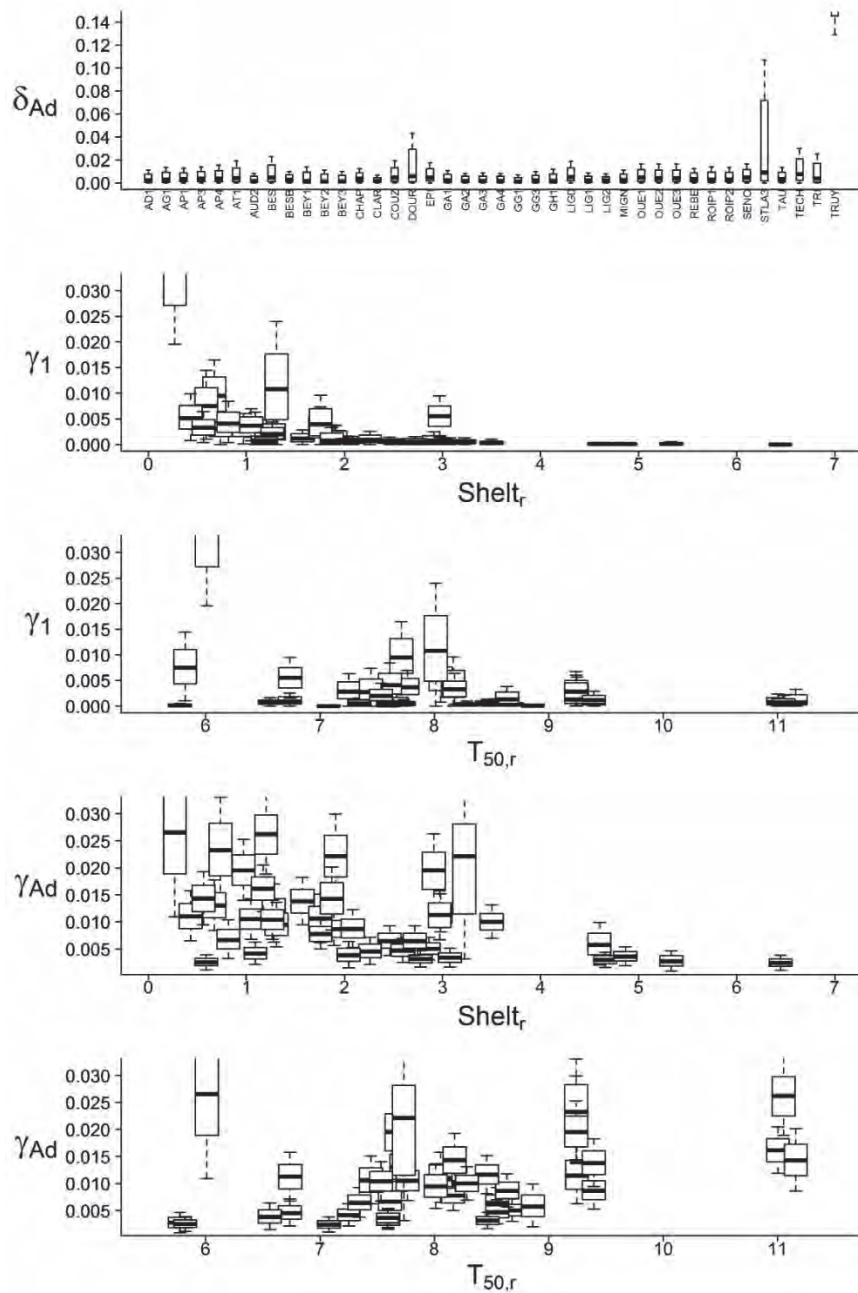 0.14
0.12
0.10
δAd 0.08
0.06
0.04
0.02
0.00
AD1 AG1 AP1 AP3 AP4 AT1 AUD2 BES BESB BEY1 BEY2 BEY3 CHAP CLAR COUZ DOUR EPI GA1 GA2 GA3 GA4 GG1 GG3 GH1 LIG0 LIG1 LIG2 MIGN OUE1 OUE2 OUE3 REBE ROIP1 ROIP2 SENO STLA3 TAU TECH TRI TRUY
0.030
0.025
0.020
γ1 0.015
0.010
0.005
0.000
0 1 2 3 4 5 6 7
Sheltr
0.030
0.025
0.020
γ1 0.015
0.010
0.005
0.000
6 7 8 9 10 11
T50,r
0.030
0.025
0.020
γAd 0.015
0.010
0.005
0 1 2 3 4 5 6 7
Sheltr
0.030
0.025
0.020
γAd 0.015
0.010
0.005
6 7 8 9 10 11
T50,r